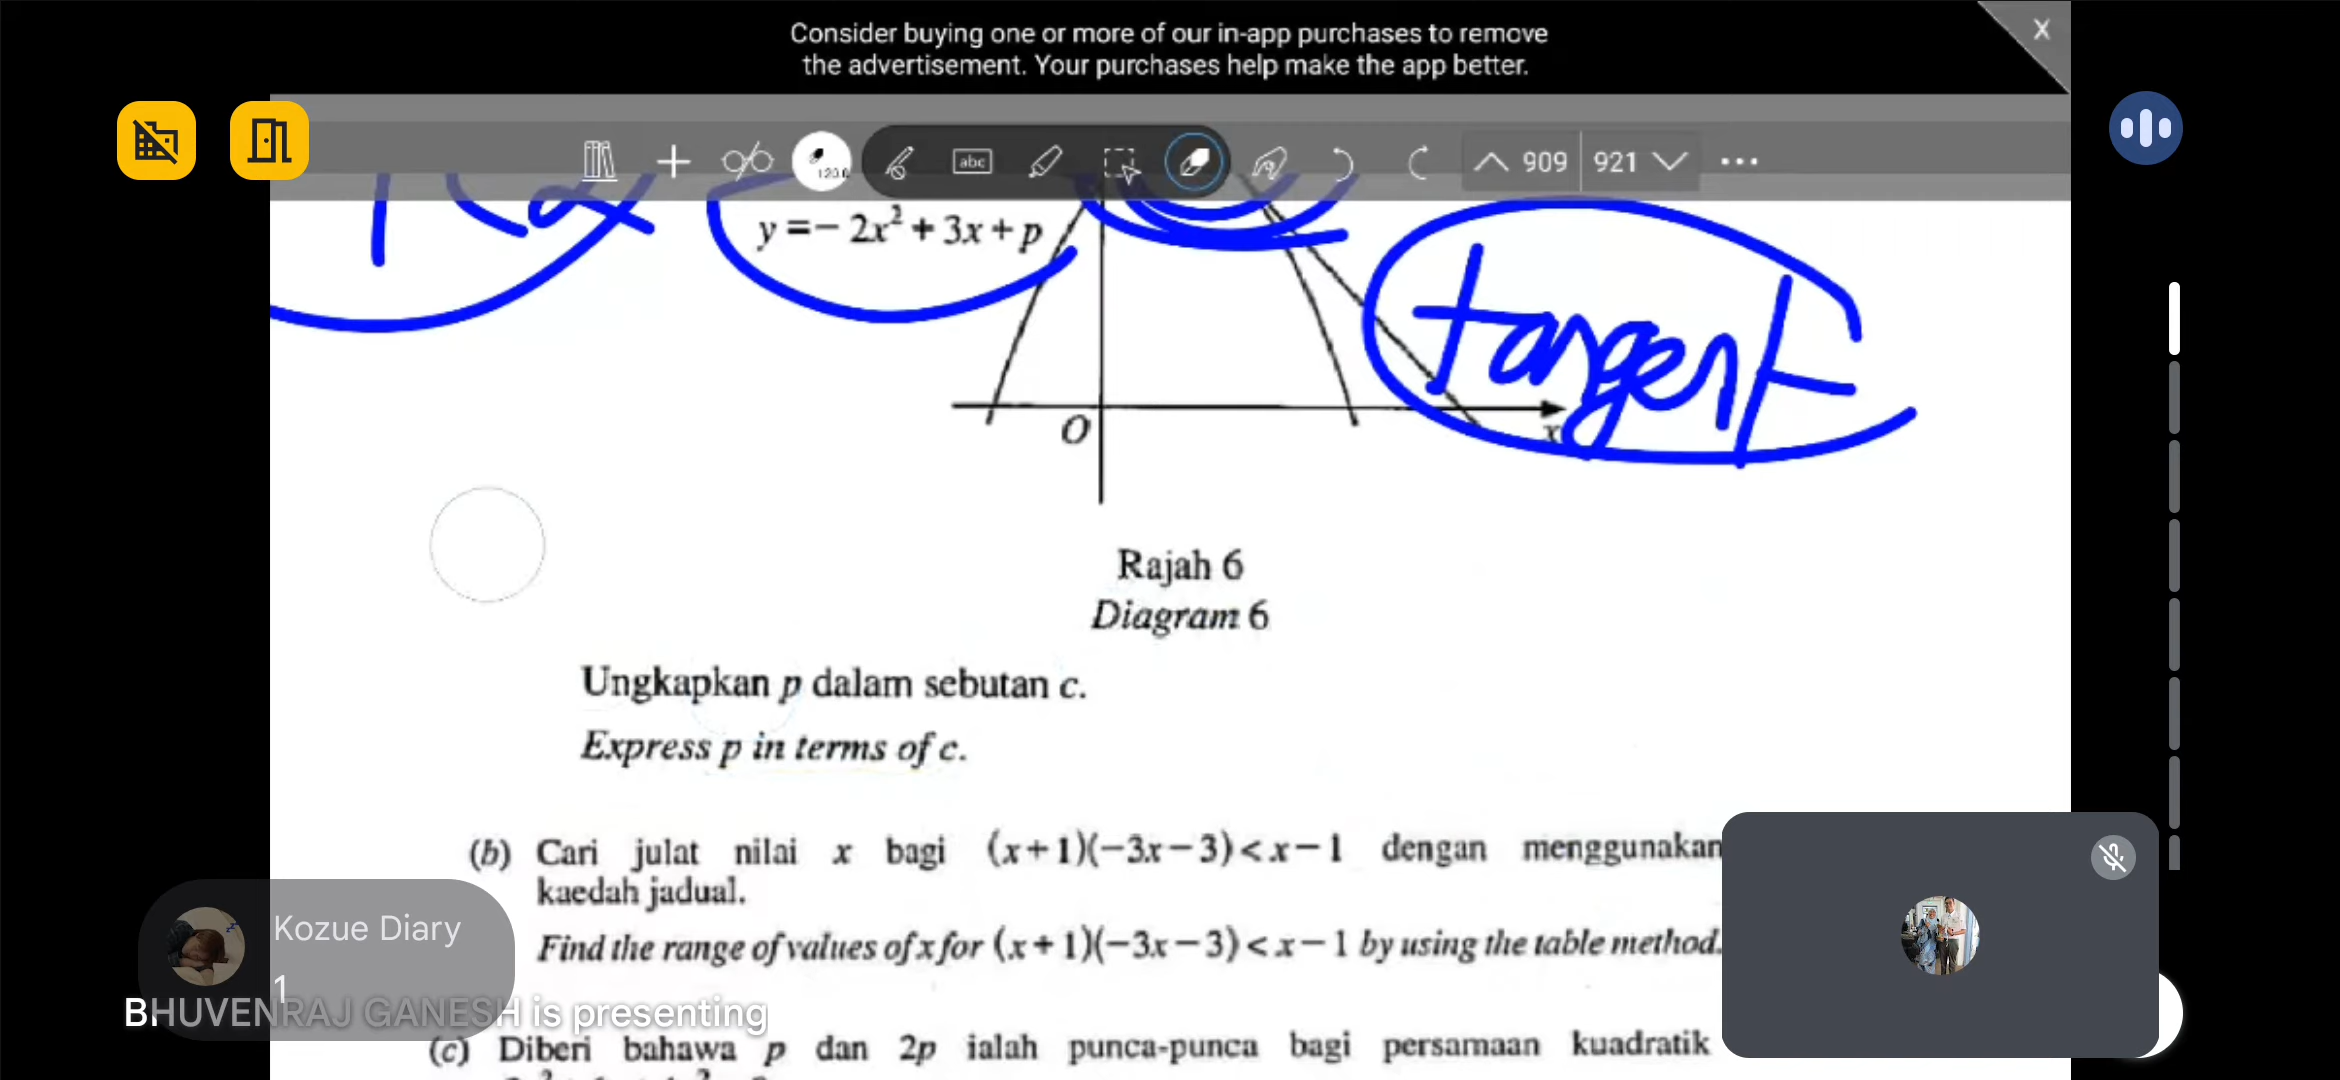 Consider buying one or more of our in-app purchases to remove
the advertisement. Your purchases help make the app better.
X
abc
909
921
y = − 2x² + 3x + p
tangent
O
x
Rajah 6
Diagram 6
Ungkapkan p dalam sebutan c.
Express p in terms of c.
(b) Cari julat nilai x bagi (x+1)(−3x−3)<x−1 dengan menggunakan
kaedah jadual.
Find the range of values of x for (x+1)(−3x−3)<x−1 by using the table method.
Kozue Diary
1
BHUVENRAJ GANESH is presenting
(c) Diberi bahawa p dan 2p ialah punca-punca bagi persamaan kuadratik